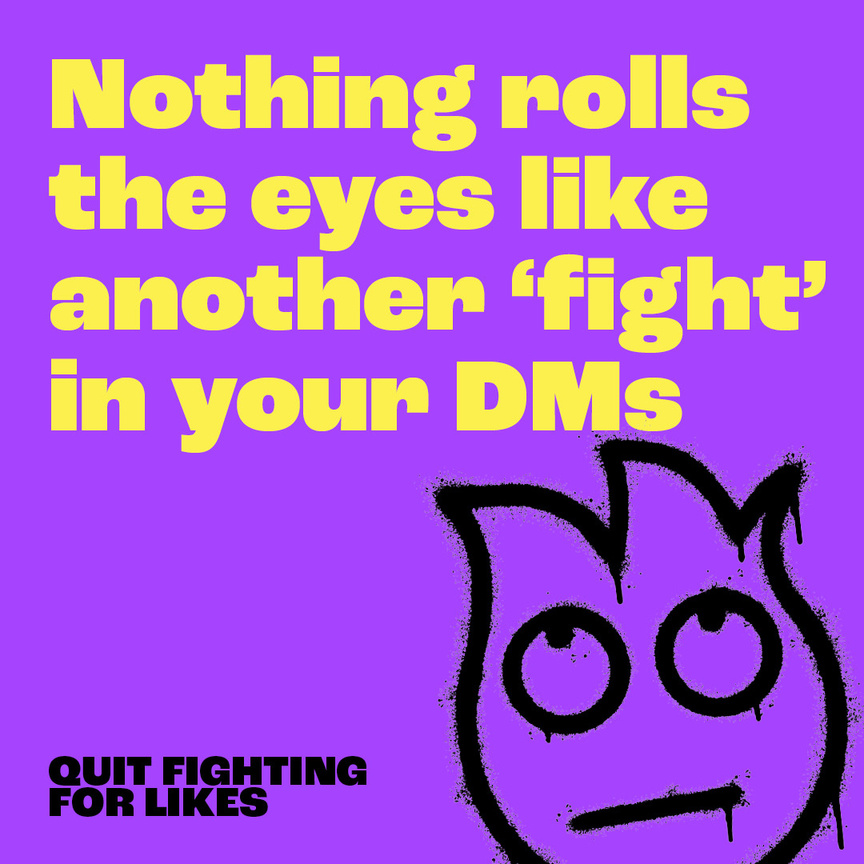 Nothing rolls
the eyes like
another ‘fight’
in your DMs
QUIT FIGHTING
FOR LIKES